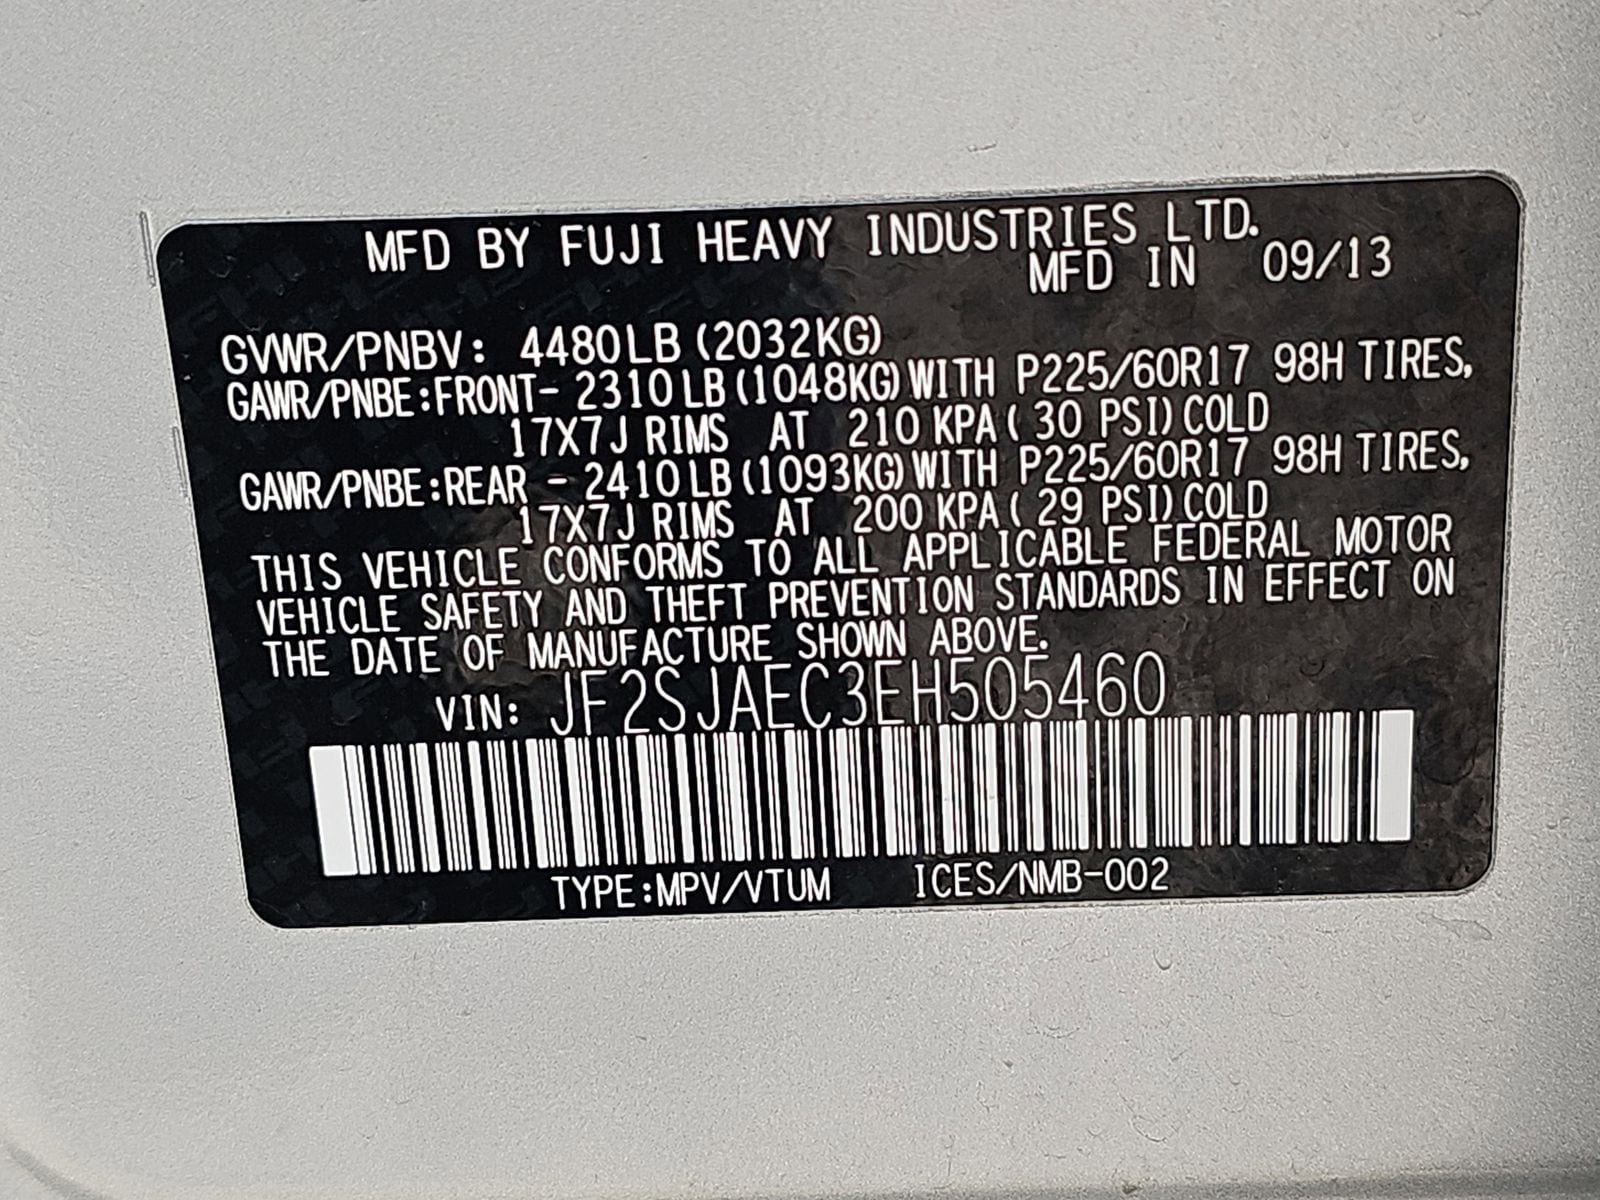 MFD BY FUJI HEAVY INDUSTRIES LTD.
MFD IN 09/13
GVWR/PNBV: 4480LB (2032KG)
GAWR/PNBE:FRONT- 2310LB(1048KG)WITH P225/60R17 98H TIRES,
17X7J RIMS AT 210 KPA( 30 PSI)COLD
GAWR/PNBE:REAR - 2410LB(1093KG)WITH P225/60R17 98H TIRES,
17X7J RIMS AT 200 KPA( 29 PSI)COLD
THIS VEHICLE CONFORMS TO ALL APPLICABLE FEDERAL MOTOR
VEHICLE SAFETY AND THEFT PREVENTION STANDARDS IN EFFECT ON
THE DATE OF MANUFACTURE SHOWN ABOVE.
VIN: JF2SJAEC3EH505460
TYPE:MPV/VTUM ICES/NMB-002